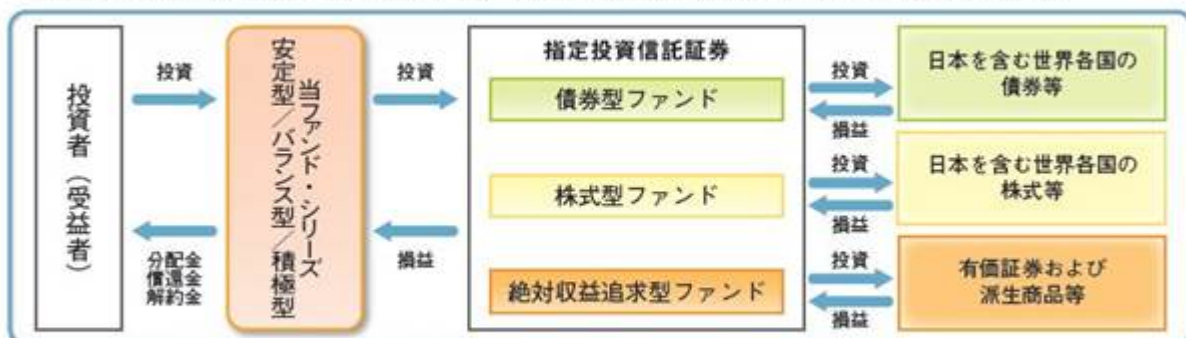 投資者（受益者）
投資
分配金
償還金
解約金
当ファンド・シリーズ
安定型／バランス型／積極型
投資
損益
指定投資信託証券
債券型ファンド
株式型ファンド
絶対収益追求型ファンド
投資
損益
投資
損益
投資
損益
日本を含む世界各国の
債券等
日本を含む世界各国の
株式等
有価証券および
派生商品等